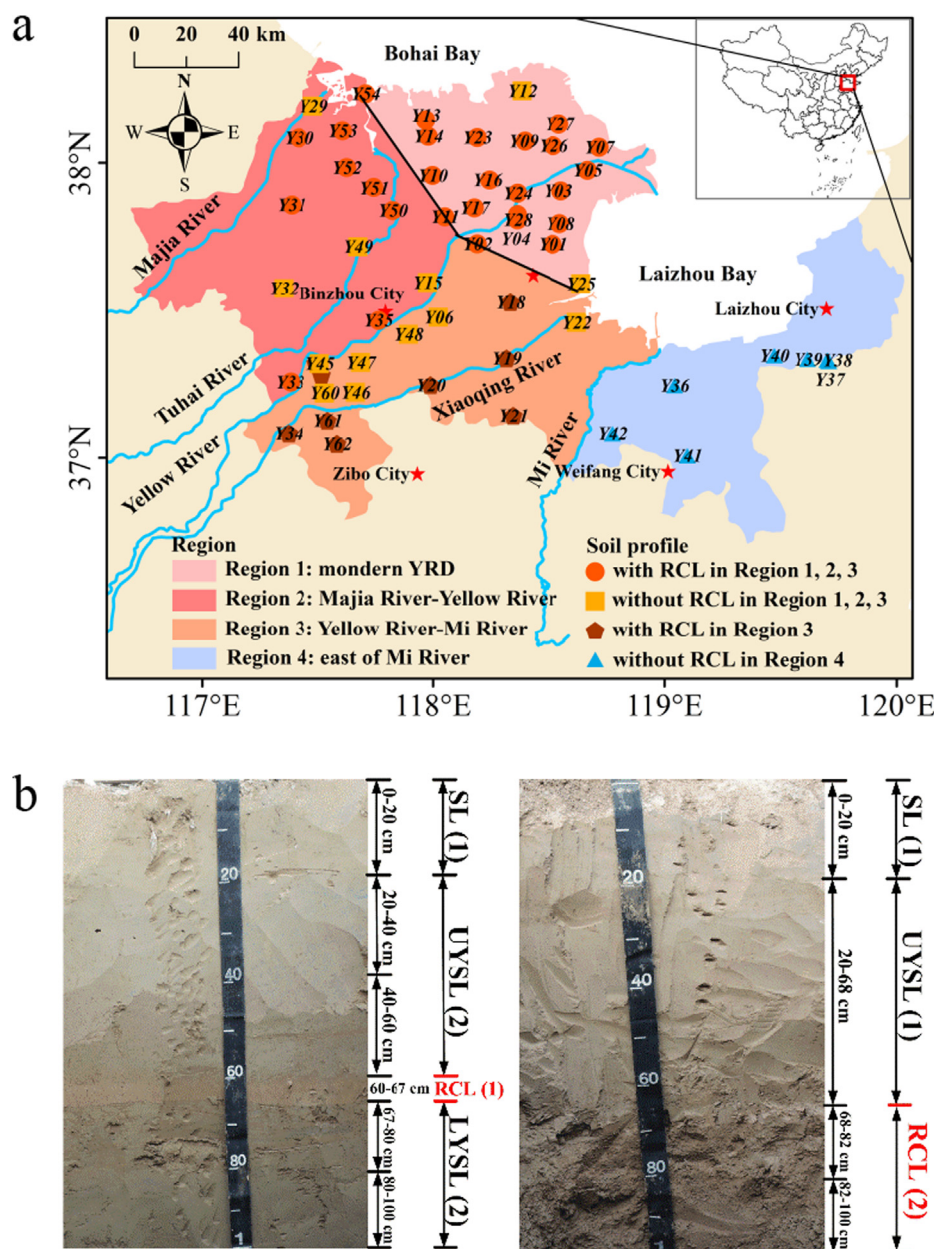 a
0 20 40 km
N
W E
S
Bohai Bay
38°N
37°N
Y54
Y12
Y29
Y13
Y14
Y30
Y53
Y23
Y09
Y27
Y26
Y07
Y52
Y10
Y16
Y05
Y51
Y24
Y03
Y31
Y50
Y11
Y17
Y28
Y08
Y04
Y49
Y02
Y01
Majia River
Y32
Binzhou City
Y15
Y25
Laizhou Bay
Y18
Laizhou City
Y35
Y06
Y48
Y22
Tuhai River
Y45
Y47
Y19
Y40
Y39
Y38
Y37
Y33
Y60
Y46
Y20
Xiaoqing River
Y36
Y21
Y34
Y61
Y62
Y42
Y41
Yellow River
Zibo City
Mi River
Weifang City
Region
Region 1: mondern YRD
Region 2: Majia River-Yellow River
Region 3: Yellow River-Mi River
Region 4: east of Mi River
Soil profile
with RCL in Region 1, 2, 3
without RCL in Region 1, 2, 3
with RCL in Region 3
without RCL in Region 4
117°E 118°E 119°E 120°E
b
20
40
60
80
1
0-20 cm
20-40 cm
40-60 cm
60-67 cm
67-80 cm
80-100 cm
SL (1)
UYSL (2)
RCL (1)
LYSL (2)
20
40
60
80
1
0-20 cm
20-68 cm
68-82 cm
82-100 cm
SL (1)
UYSL (1)
RCL (2)